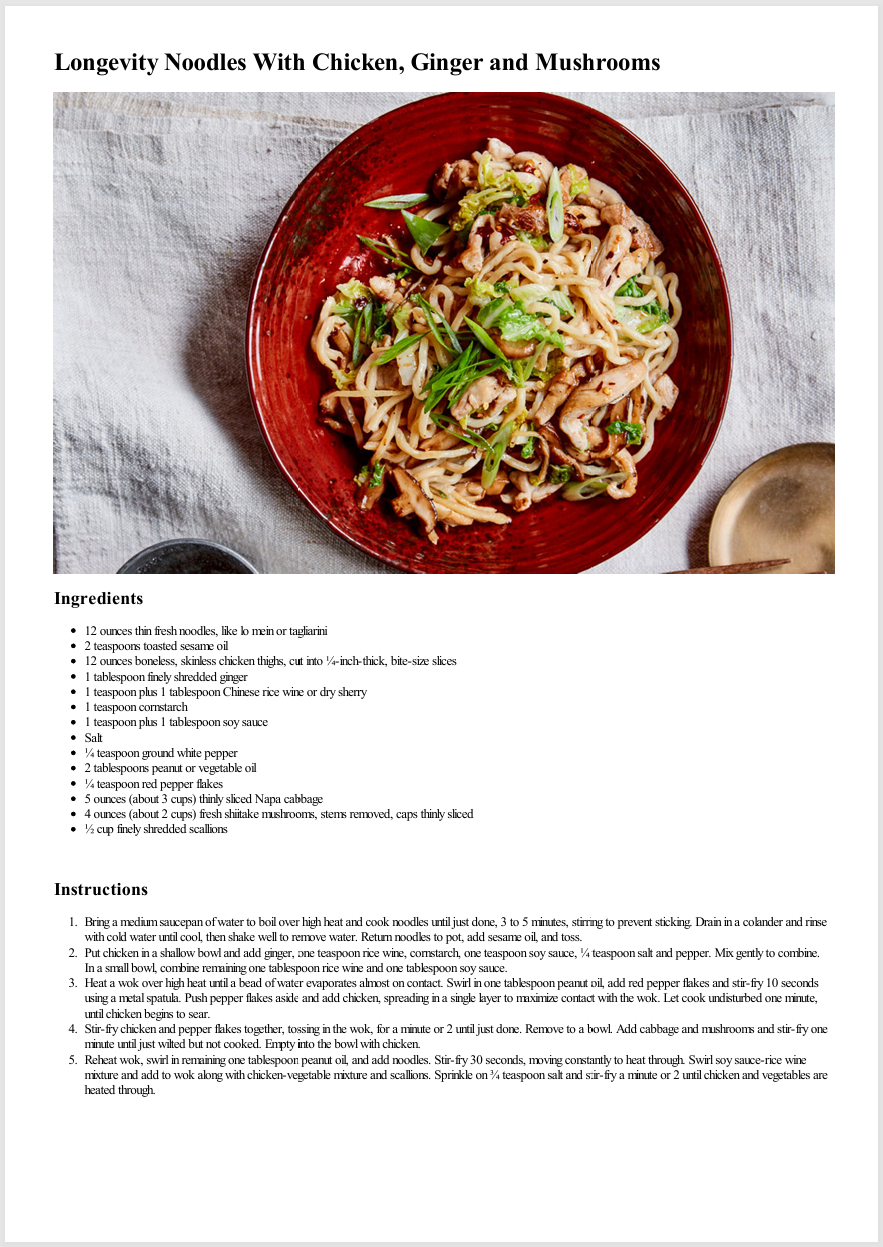 Longevity Noodles With Chicken, Ginger and Mushrooms
Ingredients
• 12 ounces thin fresh noodles, like lo mein or tagliarini
• 2 teaspoons toasted sesame oil
• 12 ounces boneless, skinless chicken thighs, cut into ¼-inch-thick, bite-size slices
• 1 tablespoon finely shredded ginger
• 1 teaspoon plus 1 tablespoon Chinese rice wine or dry sherry
• 1 teaspoon cornstarch
• 1 teaspoon plus 1 tablespoon soy sauce
• Salt
• ¼ teaspoon ground white pepper
• 2 tablespoons peanut or vegetable oil
• ¼ teaspoon red pepper flakes
• 5 ounces (about 3 cups) thinly sliced Napa cabbage
• 4 ounces (about 2 cups) fresh shiitake mushrooms, stems removed, caps thinly sliced
• ½ cup finely shredded scallions
Instructions
1. Bring a medium saucepan of water to boil over high heat and cook noodles until just done, 3 to 5 minutes, stirring to prevent sticking. Drain in a colander and rinse
with cold water until cool, then shake well to remove water. Return noodles to pot, add sesame oil, and toss.
2. Put chicken in a shallow bowl and add ginger, one teaspoon rice wine, cornstarch, one teaspoon soy sauce, ¼ teaspoon salt and pepper. Mix gently to combine.
In a small bowl, combine remaining one tablespoon rice wine and one tablespoon soy sauce.
3. Heat a wok over high heat until a bead of water evaporates almost on contact. Swirl in one tablespoon peanut oil, add red pepper flakes and stir-fry 10 seconds
using a metal spatula. Push pepper flakes aside and add chicken, spreading in a single layer to maximize contact with the wok. Let cook undisturbed one minute,
until chicken begins to sear.
4. Stir-fry chicken and pepper flakes together, tossing in the wok, for a minute or 2 until just done. Remove to a bowl. Add cabbage and mushrooms and stir-fry one
minute until just wilted but not cooked. Empty into the bowl with chicken.
5. Reheat wok, swirl in remaining one tablespoon peanut oil, and add noodles. Stir-fry 30 seconds, moving constantly to heat through. Swirl soy sauce-rice wine
mixture and add to wok along with chicken-vegetable mixture and scallions. Sprinkle on ¾ teaspoon salt and stir-fry a minute or 2 until chicken and vegetables are
heated through.